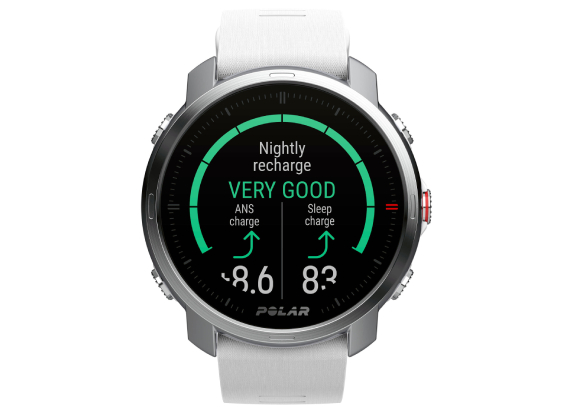 Nightly
recharge
VERY GOOD
ANS Sleep
charge charge
+8.6 83
POLAR